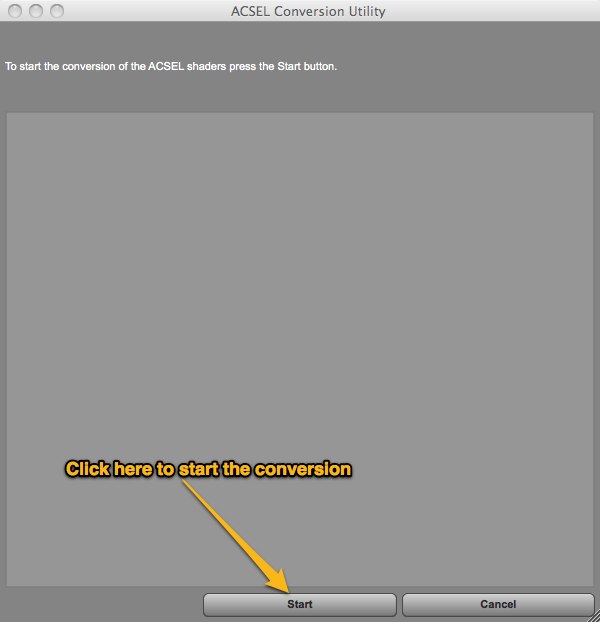 ACSEL Conversion Utility
To start the conversion of the ACSEL shaders press the Start button.
Click here to start the conversion
Start
Cancel